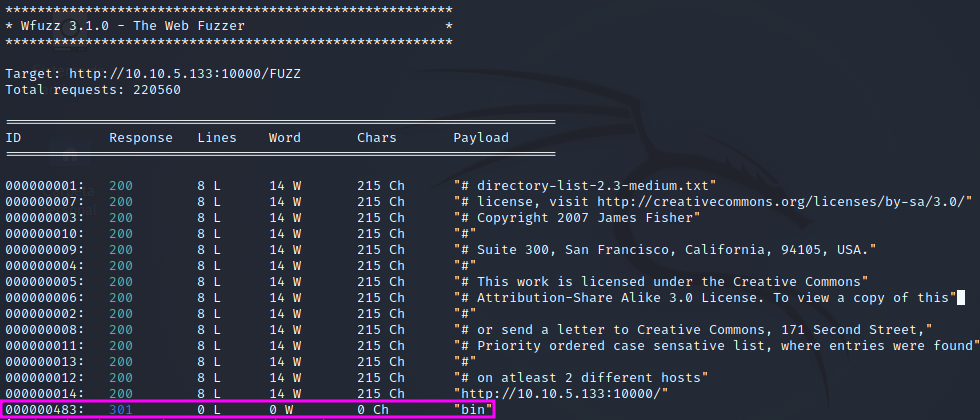 ********************************************************
* Wfuzz 3.1.0 - The Web Fuzzer                         *
********************************************************
Target: http://10.10.5.133:10000/FUZZ
Total requests: 220560
=====================================================================
ID           Response   Lines    Word       Chars       Payload
=====================================================================
000000001:   200        8 L      14 W       215 Ch      "# directory-list-2.3-medium.txt"
000000007:   200        8 L      14 W       215 Ch      "# license, visit http://creativecommons.org/licenses/by-sa/3.0/"
000000003:   200        8 L      14 W       215 Ch      "# Copyright 2007 James Fisher"
000000010:   200        8 L      14 W       215 Ch      "#"
000000009:   200        8 L      14 W       215 Ch      "# Suite 300, San Francisco, California, 94105, USA."
000000004:   200        8 L      14 W       215 Ch      "#"
000000005:   200        8 L      14 W       215 Ch      "# This work is licensed under the Creative Commons"
000000006:   200        8 L      14 W       215 Ch      "# Attribution-Share Alike 3.0 License. To view a copy of this"
000000002:   200        8 L      14 W       215 Ch      "#"
000000008:   200        8 L      14 W       215 Ch      "# or send a letter to Creative Commons, 171 Second Street,"
000000011:   200        8 L      14 W       215 Ch      "# Priority ordered case sensative list, where entries were found"
000000013:   200        8 L      14 W       215 Ch      "#"
000000012:   200        8 L      14 W       215 Ch      "# on atleast 2 different hosts"
000000014:   200        8 L      14 W       215 Ch      "http://10.10.5.133:10000/"
000000483:   301        0 L      0 W        0 Ch        "bin"